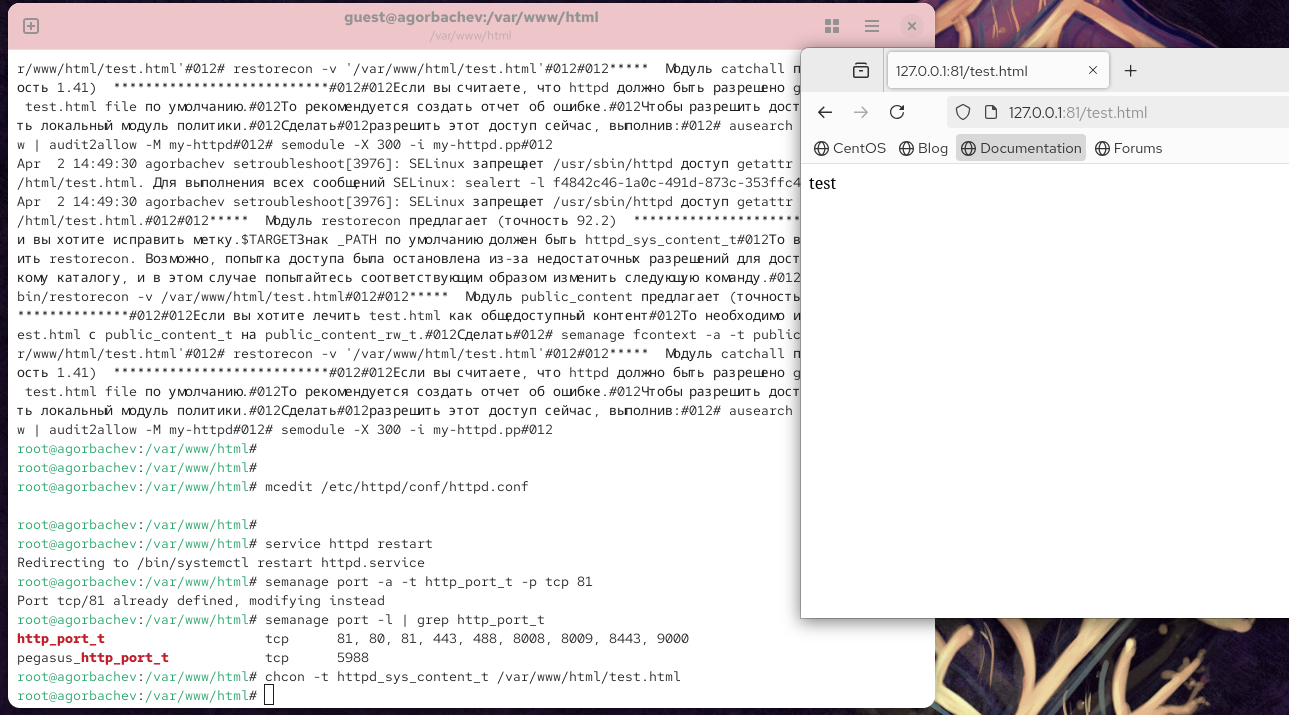 guest@agorbachev:/var/www/html
/var/www/html
r/www/html/test.html'#012# restorecon -v '/var/www/html/test.html'#012#012*****  Модуль catchall п
ость 1.41)  ***************************#012#012Если вы считаете, что httpd должно быть разрешено g
 test.html file по умолчанию.#012То рекомендуется создать отчет об ошибке.#012Чтобы разрешить дост
ть локальный модуль политики.#012Сделать#012разрешить этот доступ сейчас, выполнив:#012# ausearch
w | audit2allow -M my-httpd#012# semodule -X 300 -i my-httpd.pp#012
Apr  2 14:49:30 agorbachev setroubleshoot[3976]: SELinux запрещает /usr/sbin/httpd доступ getattr
/html/test.html. Для выполнения всех сообщений SELinux: sealert -l f4842c46-1a0c-491d-873c-353ffc4
Apr  2 14:49:30 agorbachev setroubleshoot[3976]: SELinux запрещает /usr/sbin/httpd доступ getattr
/html/test.html.#012#012*****  Модуль restorecon предлагает (точность 92.2)  *********************
и вы хотите исправить метку.$TARGETЗнак _PATH по умолчанию должен быть httpd_sys_content_t#012То в
ить restorecon. Возможно, попытка доступа была остановлена из-за недостаточных разрешений для дост
кому каталогу, и в этом случае попытайтесь соответствующим образом изменить следующую команду.#012
bin/restorecon -v /var/www/html/test.html#012#012*****  Модуль public_content предлагает (точность
**************#012#012Если вы хотите лечить test.html как общедоступный контент#012То необходимо и
est.html с public_content_t на public_content_rw_t.#012Сделать#012# semanage fcontext -a -t public
r/www/html/test.html'#012# restorecon -v '/var/www/html/test.html'#012#012*****  Модуль catchall п
ость 1.41)  ***************************#012#012Если вы считаете, что httpd должно быть разрешено g
 test.html file по умолчанию.#012То рекомендуется создать отчет об ошибке.#012Чтобы разрешить дост
ть локальный модуль политики.#012Сделать#012разрешить этот доступ сейчас, выполнив:#012# ausearch
w | audit2allow -M my-httpd#012# semodule -X 300 -i my-httpd.pp#012
root@agorbachev:/var/www/html#
root@agorbachev:/var/www/html#
root@agorbachev:/var/www/html# mcedit /etc/httpd/conf/httpd.conf
root@agorbachev:/var/www/html#
root@agorbachev:/var/www/html# service httpd restart
Redirecting to /bin/systemctl restart httpd.service
root@agorbachev:/var/www/html# semanage port -a -t http_port_t -p tcp 81
Port tcp/81 already defined, modifying instead
root@agorbachev:/var/www/html# semanage port -l | grep http_port_t
http_port_t                    tcp      81, 80, 81, 443, 488, 8008, 8009, 8443, 9000
pegasus_http_port_t            tcp      5988
root@agorbachev:/var/www/html# chcon -t httpd_sys_content_t /var/www/html/test.html
root@agorbachev:/var/www/html#
127.0.0.1:81/test.html
127.0.0.1:81/test.html
CentOS Blog Documentation Forums
test